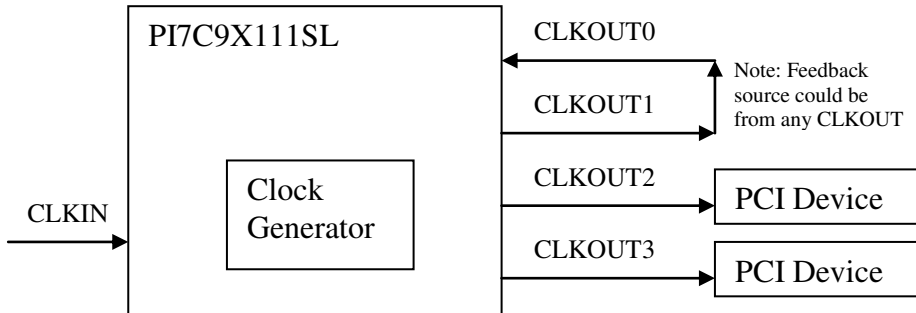 PI7C9X111SL
CLKOUT0
Note: Feedback
source could be
from any CLKOUT
CLKOUT1
Clock
Generator
CLKIN
CLKOUT2
PCI Device
CLKOUT3
PCI Device